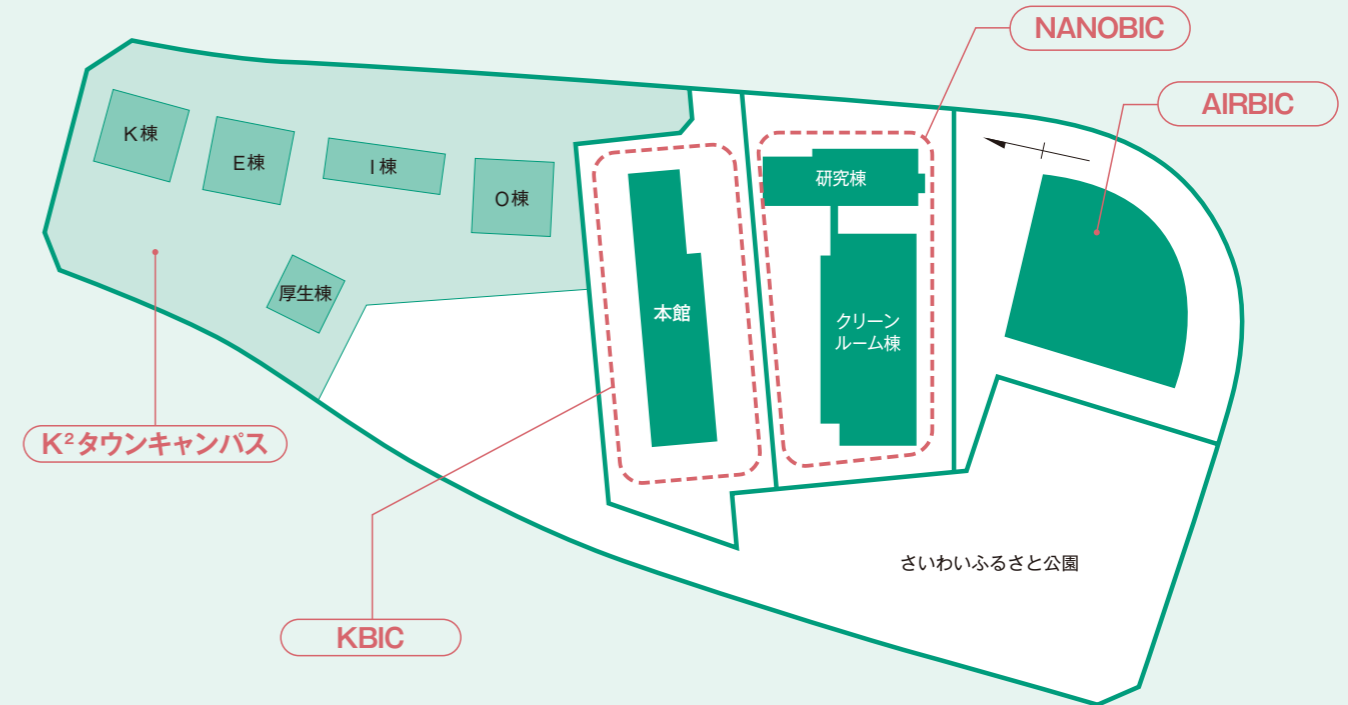 NANOBIC
AIRBIC
K棟
E棟
I棟
O棟
研究棟
厚生棟
本館
クリーン
ルーム棟
K²タウンキャンパス
さいわいふるさと公園
KBIC